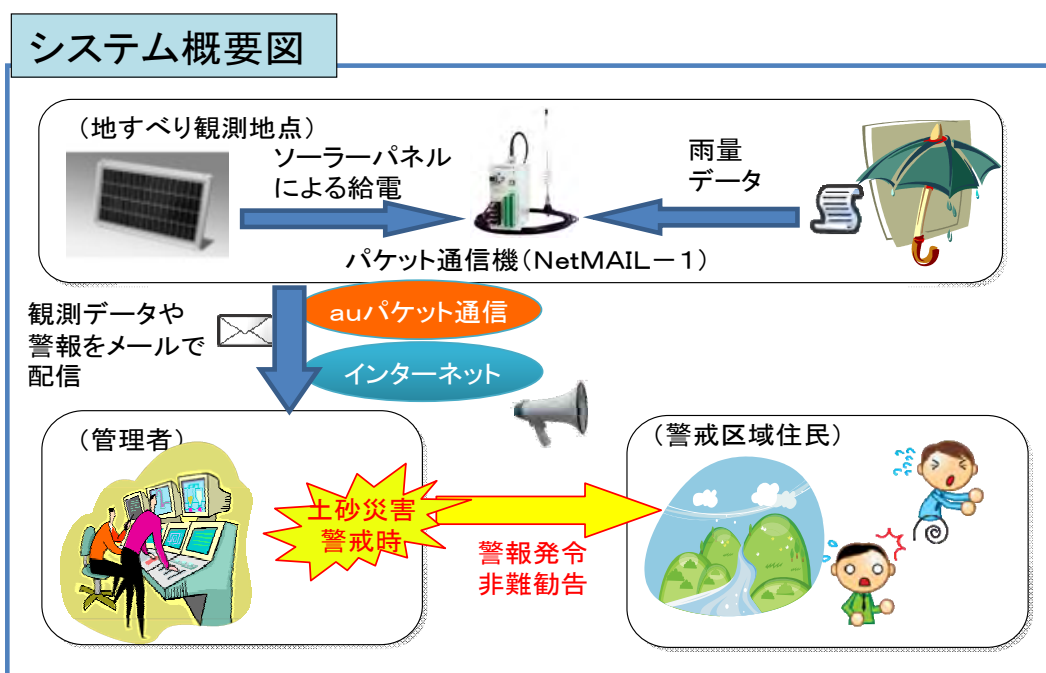 システム概要図
（地すべり観測地点）
ソーラーパネル
による給電
雨量
データ
パケット通信機（NetMAIL－１）
観測データや
警報をメールで
配信
auパケット通信
インターネット
（管理者）
土砂災害
警戒時
警報発令
非難勧告
（警戒区域住民）